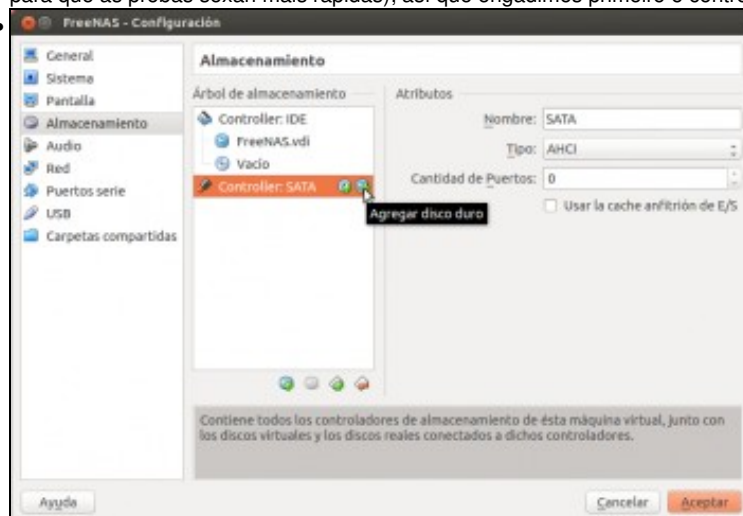 para que as probas sexan máis rápidas), así que engadimos primeiro o contro
FreeNAS - Configuración
General
Sistema
Pantalla
Almacenamiento
Audio
Red
Puertos serie
USB
Carpetas compartidas
Almacenamiento
Árbol de almacenamiento
Controller: IDE
FreeNAS.vdi
Vacío
Controller: SATA
Agregar disco duro
Atributos
Nombre: SATA
Tipo: AHCI
Cantidad de Puertos: 0
Usar la cache anfitrión de E/S
Contiene todos los controladores de almacenamiento de ésta máquina virtual, junto con
los discos virtuales y los discos reales conectados a dichos controladores.
Ayuda
Cancelar
Aceptar